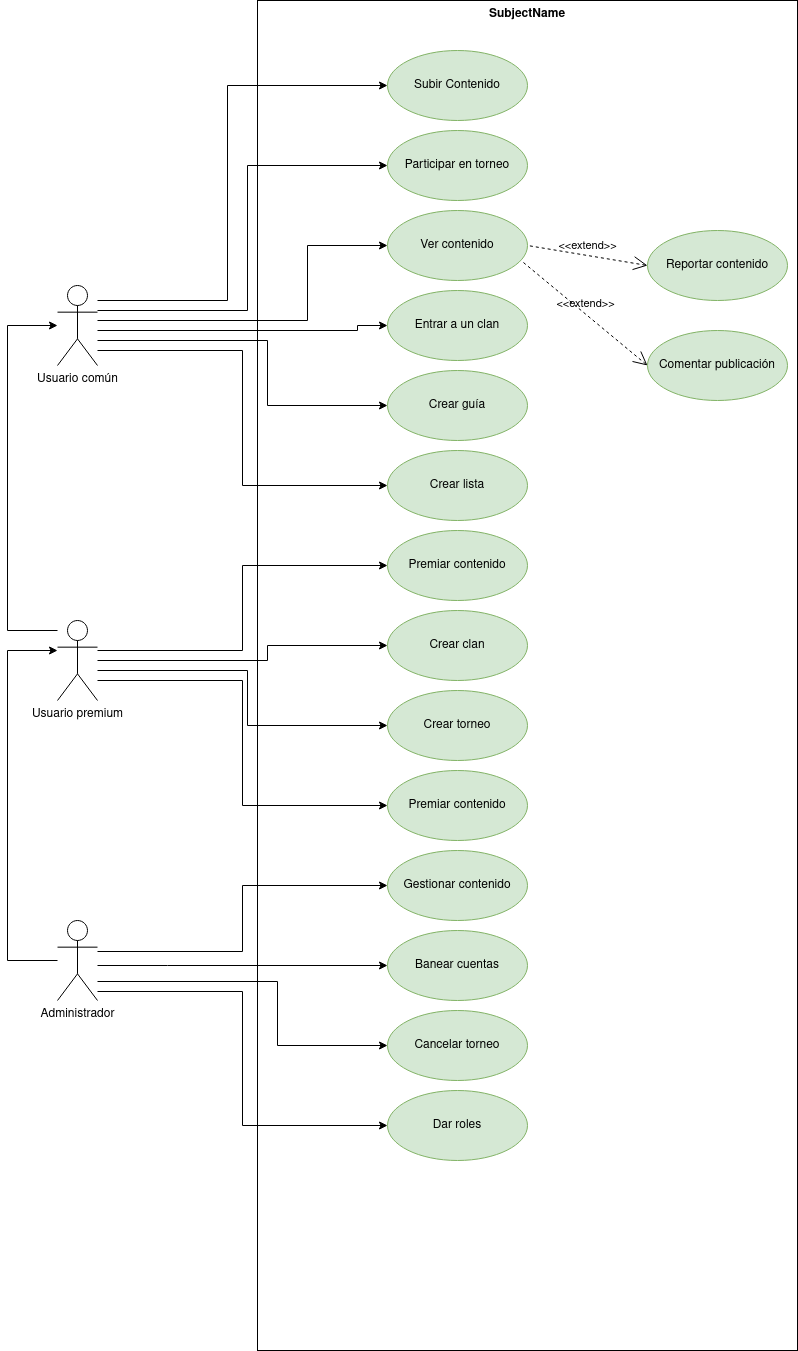 SubjectName
Subir Contenido
Participar en torneo
Ver contenido
<<extend>>
Reportar contenido
<<extend>>
Entrar a un clan
Comentar publicación
Usuario común
Crear guía
Crear lista
Premiar contenido
Crear clan
Usuario premium
Crear torneo
Premiar contenido
Gestionar contenido
Banear cuentas
Administrador
Cancelar torneo
Dar roles